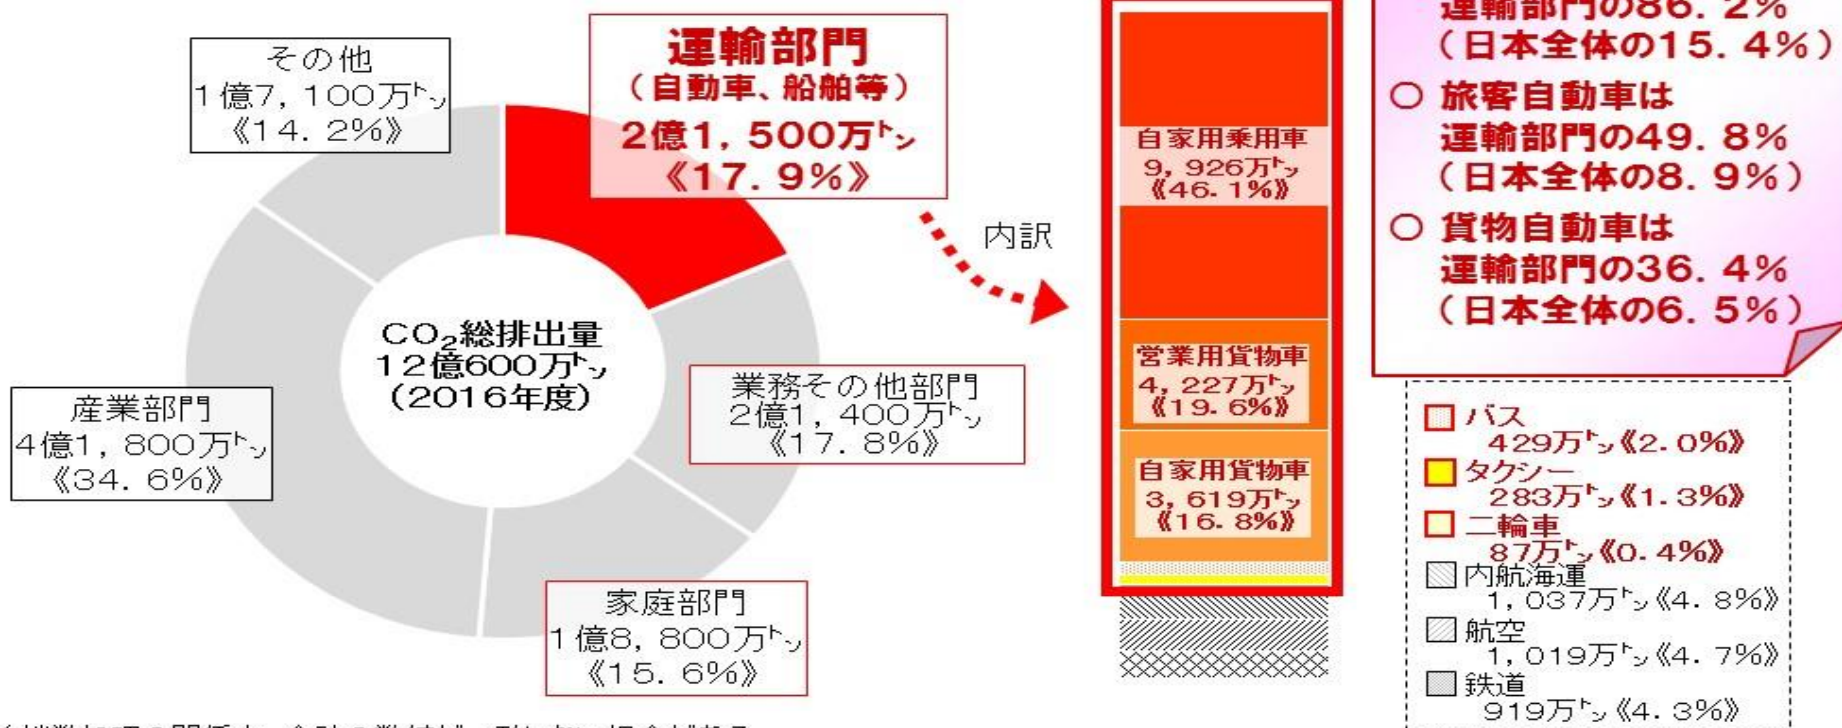 その他
1億7,100万㌧
《14.2%》
運輸部門
(自動車、船舶等)
2億1,500万㌧
《17.9%》
CO₂総排出量
12億600万㌧
(2016年度)
業務その他部門
2億1,400万㌧
《17.8%》
産業部門
4億1,800万㌧
《34.6%》
家庭部門
1億8,800万㌧
《15.6%》
内訳
自家用乗用車
9,926万㌧
《46.1%》
営業用貨物車
4,227万㌧
《19.6%》
自家用貨物車
3,619万㌧
《16.8%》
運輸部門の86.2%
(日本全体の15.4%)
○ 旅客自動車は
運輸部門の49.8%
(日本全体の8.9%)
○ 貨物自動車は
運輸部門の36.4%
(日本全体の6.5%)
バス
429万㌧《2.0%》
タクシー
283万㌧《1.3%》
二輪車
87万㌧《0.4%》
内航海運
1,037万㌧《4.8%》
航空
1,019万㌧《4.7%》
鉄道
919万㌧《4.3%》